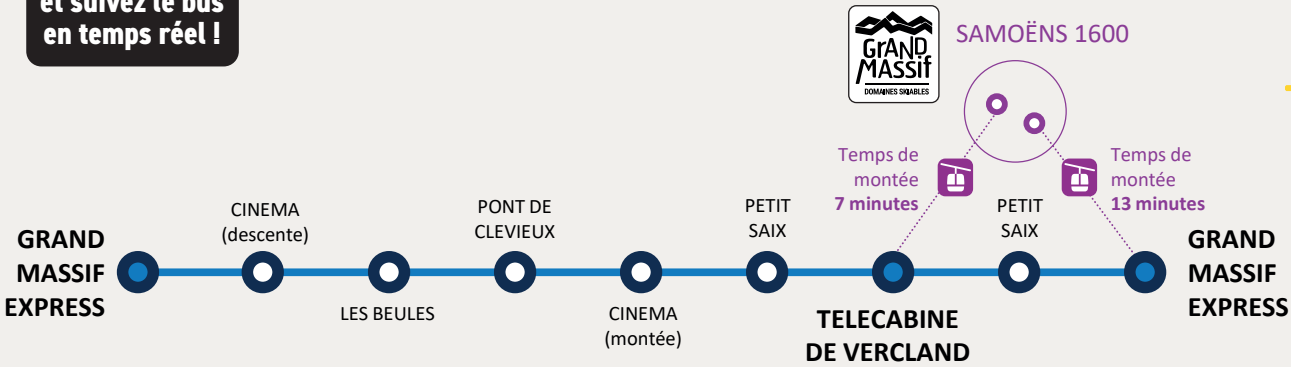 et suivez le bus
en temps réel !
GrAND
MASSif
DOMAINES SKIABLES
SAMOËNS 1600
Temps de
montée
7 minutes
Temps de
montée
13 minutes
GRAND
MASSIF
EXPRESS
CINEMA
(descente)
LES BEULES
PONT DE
CLEVIEUX
CINEMA
(montée)
PETIT
SAIX
TELECABINE
DE VERCLAND
PETIT
SAIX
GRAND
MASSIF
EXPRESS